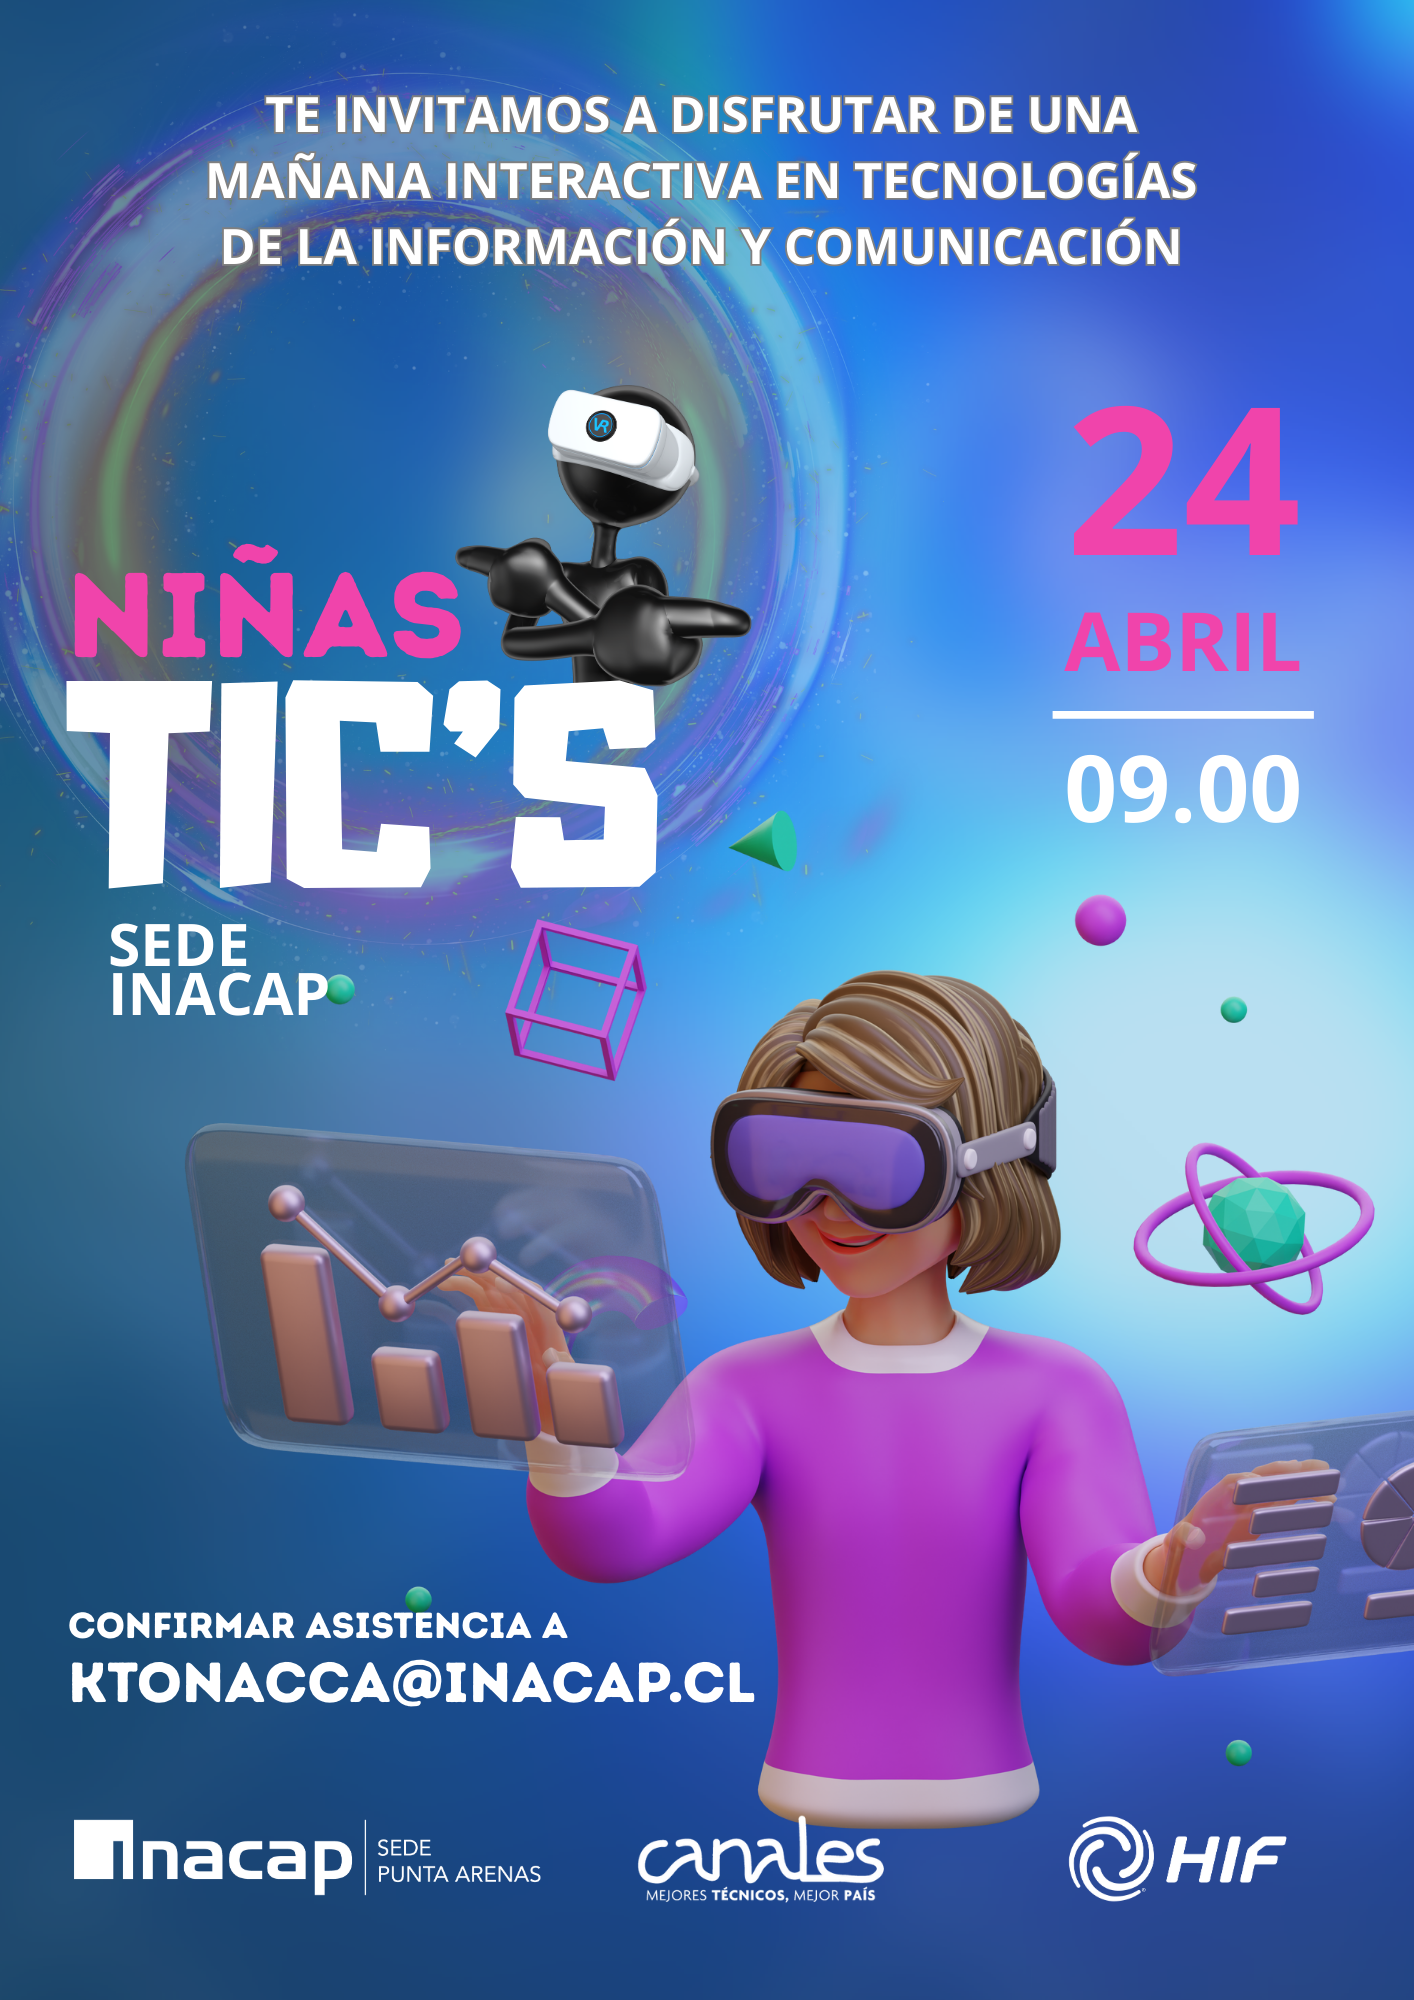 TE INVITAMOS A DISFRUTAR DE UNA
MAÑANA INTERACTIVA EN TECNOLOGÍAS
DE LA INFORMACIÓN Y COMUNICACIÓN
VR
24
ABRIL
09.00
NIÑAS
TIC'S
SEDE
INACAP
CONFIRMAR ASISTENCIA A
KTONACCA@INACAP.CL
inacap
SEDE
PUNTA ARENAS
canales
MEJORES TÉCNICOS, MEJOR PAÍS
HIF